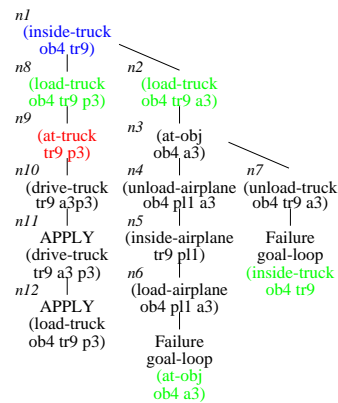 n1
(inside-truck
ob4 tr9)
n8
(load-truck
ob4 tr9 p3)
n2
(load-truck
ob4 tr9 a3)
n9
(at-truck
tr9 p3)
n3
(at-obj
ob4 a3)
n10
(drive-truck
tr9 a3p3)
n4
(unload-airplane
ob4 pl1 a3
n7
(unload-truck
ob4 tr9 a3)
n11
APPLY
(drive-truck
tr9 a3 p3)
n5
(inside-airplane
tr9 pl1)
Failure
goal-loop
(inside-truck
ob4 tr9
n12
APPLY
(load-truck
ob4 tr9 p3)
n6
(load-airplane
ob4 pl1 a3)
Failure
goal-loop
(at-obj
ob4 a3)